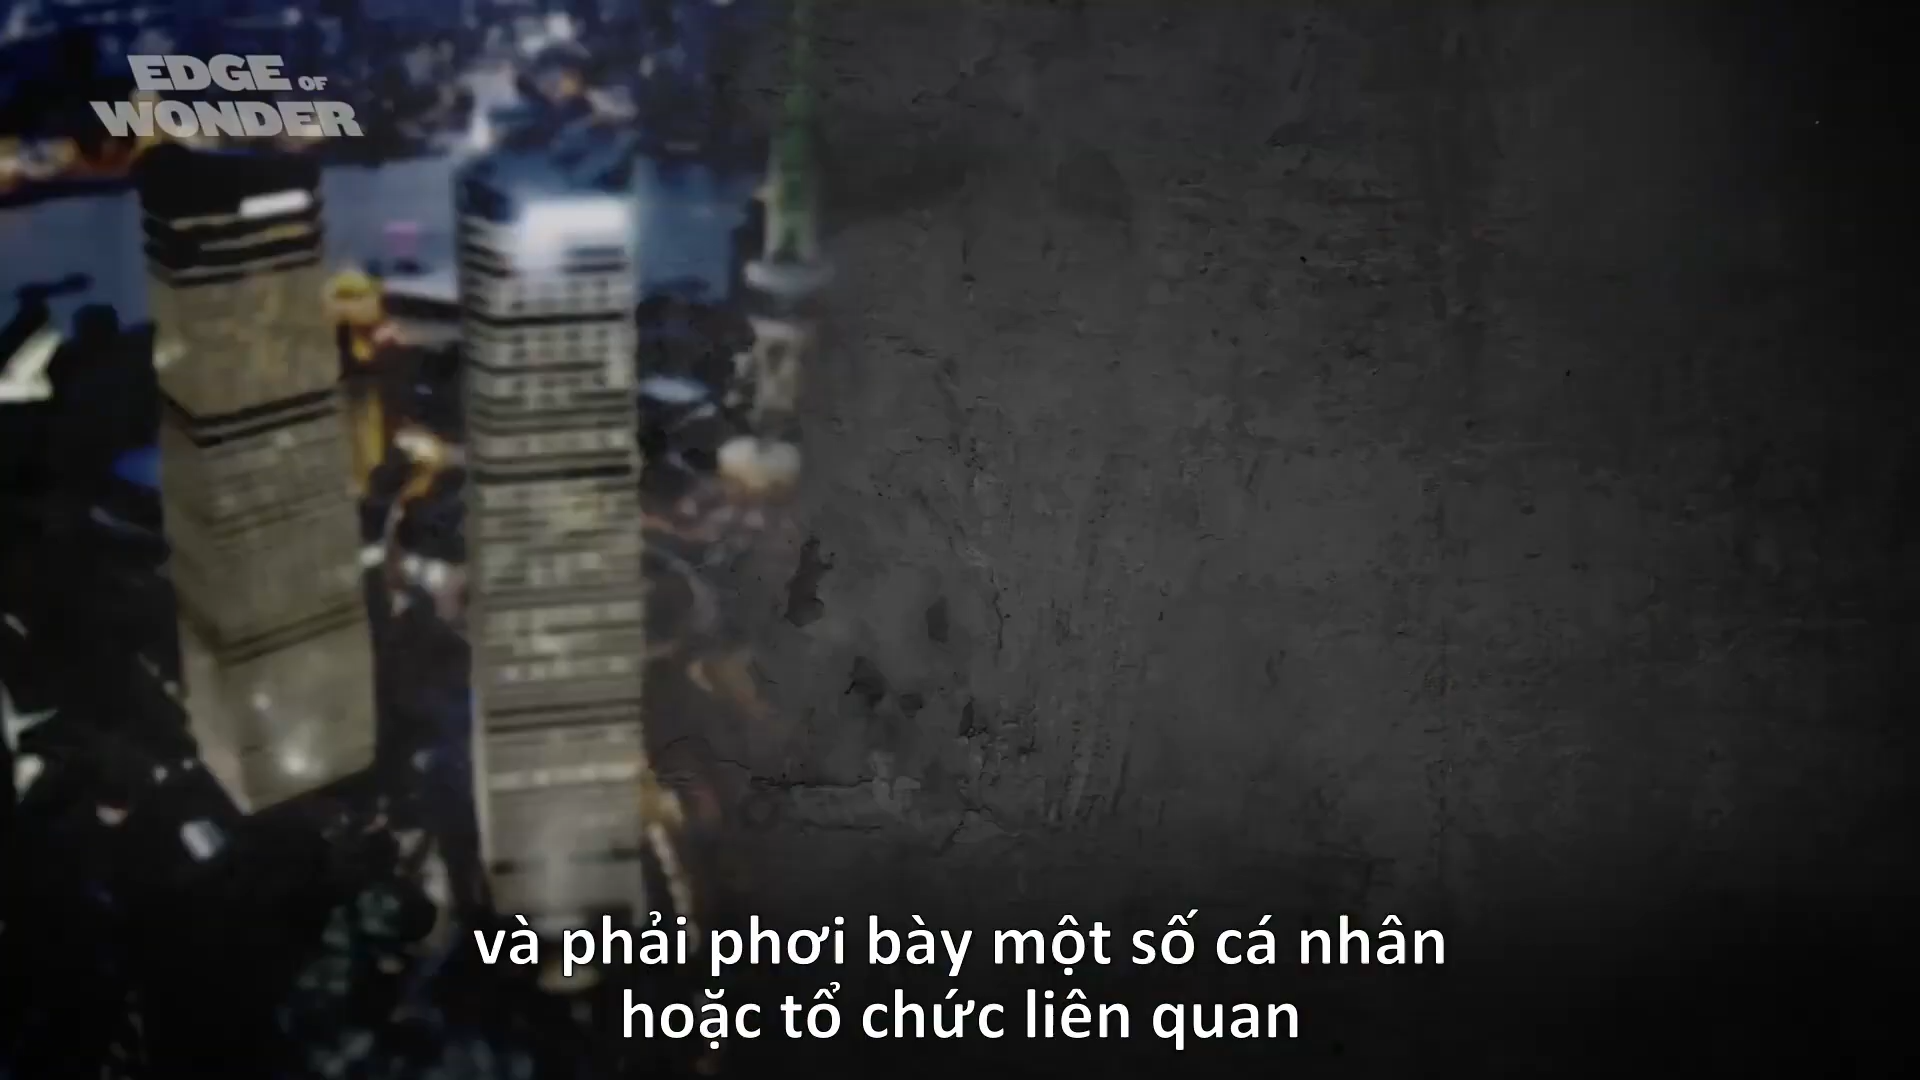 EDGE OF
WONDER
và phải phơi bày một số cá nhân
hoặc tổ chức liên quan